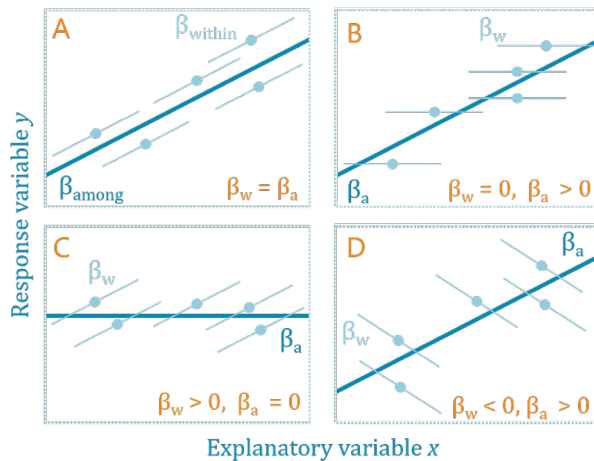 A
βwithin
βamong
βw = βa
B
βw
βa
βw = 0, βa > 0
C
βw
βa
βw > 0, βa = 0
D
βa
βw
βw < 0, βa > 0
Response variable y
Explanatory variable x